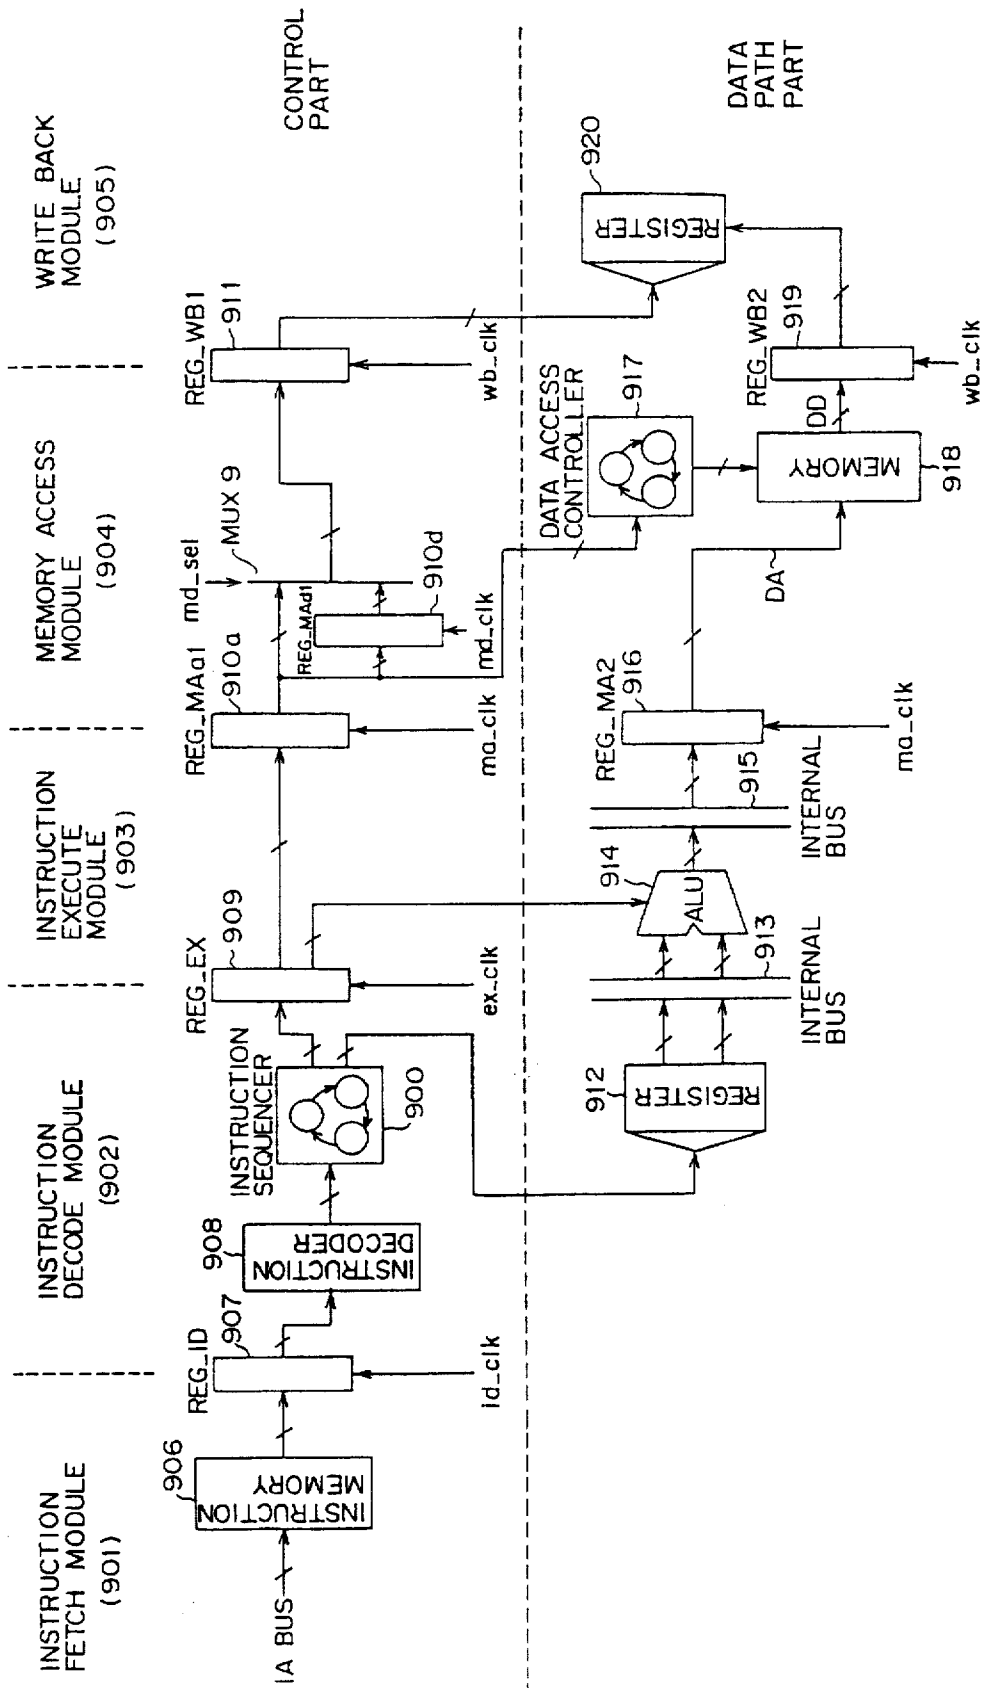 INSTRUCTION
FETCH MODULE
(901)
INSTRUCTION
DECODE MODULE
(902)
INSTRUCTION
EXECUTE
MODULE
(903)
MEMORY ACCESS
MODULE
(904)
WRITE BACK
MODULE
(905)
CONTROL
PART
IA BUS
906
INSTRUCTION
MEMORY
REG_ID
907
id_clk
908
INSTRUCTION
DECODER
INSTRUCTION
SEQUENCER
900
REG_EX
909
ex_clk
REG_MAa1
910a
ma_clk
md_sel
MUX 9
REG_MAd1
910d
md_clk
REG_WB1
911
wb_clk
DATA
PATH
PART
912
REGISTER
913
INTERNAL
BUS
914
ALU
915
INTERNAL
BUS
REG_MA2
916
ma_clk
DA
DATA ACCESS
CONTROLLER
917
MEMORY
918
DD
REG_WB2
919
wb_clk
920
REGISTER